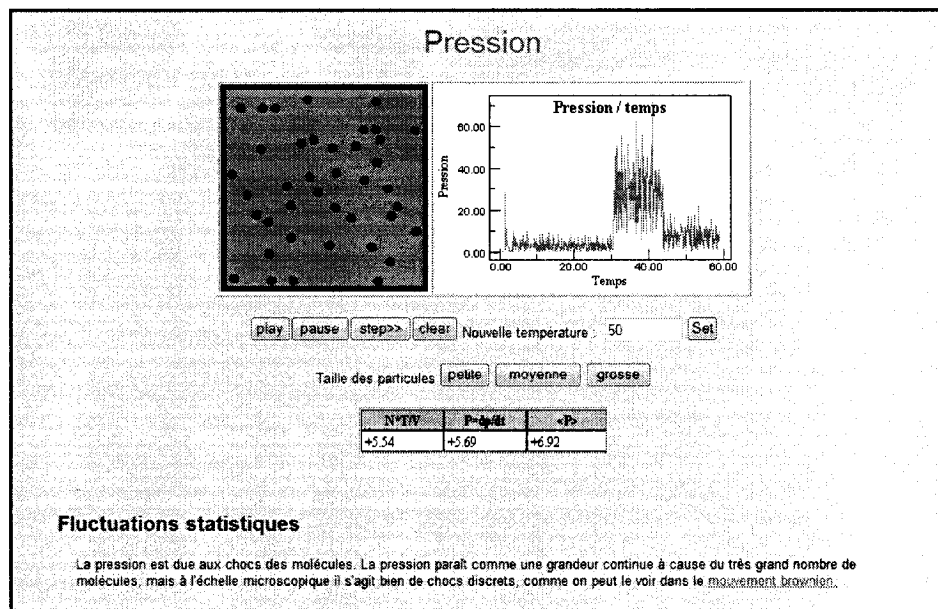 Pression
Pression / temps
60.00
40.00
20.00
0.00
Pression
0.00 20.00 40.00 60.00
Temps
play pause step>> clear Nouvelle température : 50 Set
Taille des particules petite moyenne grosse
N*T/V P=dp/dt <P>
+5.54 +5.69 +6.92
Fluctuations statistiques
La pression est due aux chocs des molécules. La pression paraît comme une grandeur continue à cause du très grand nombre de
molécules, mais à l'échelle microscopique il s'agit bien de chocs discrets, comme on peut le voir dans le mouvement brownien.